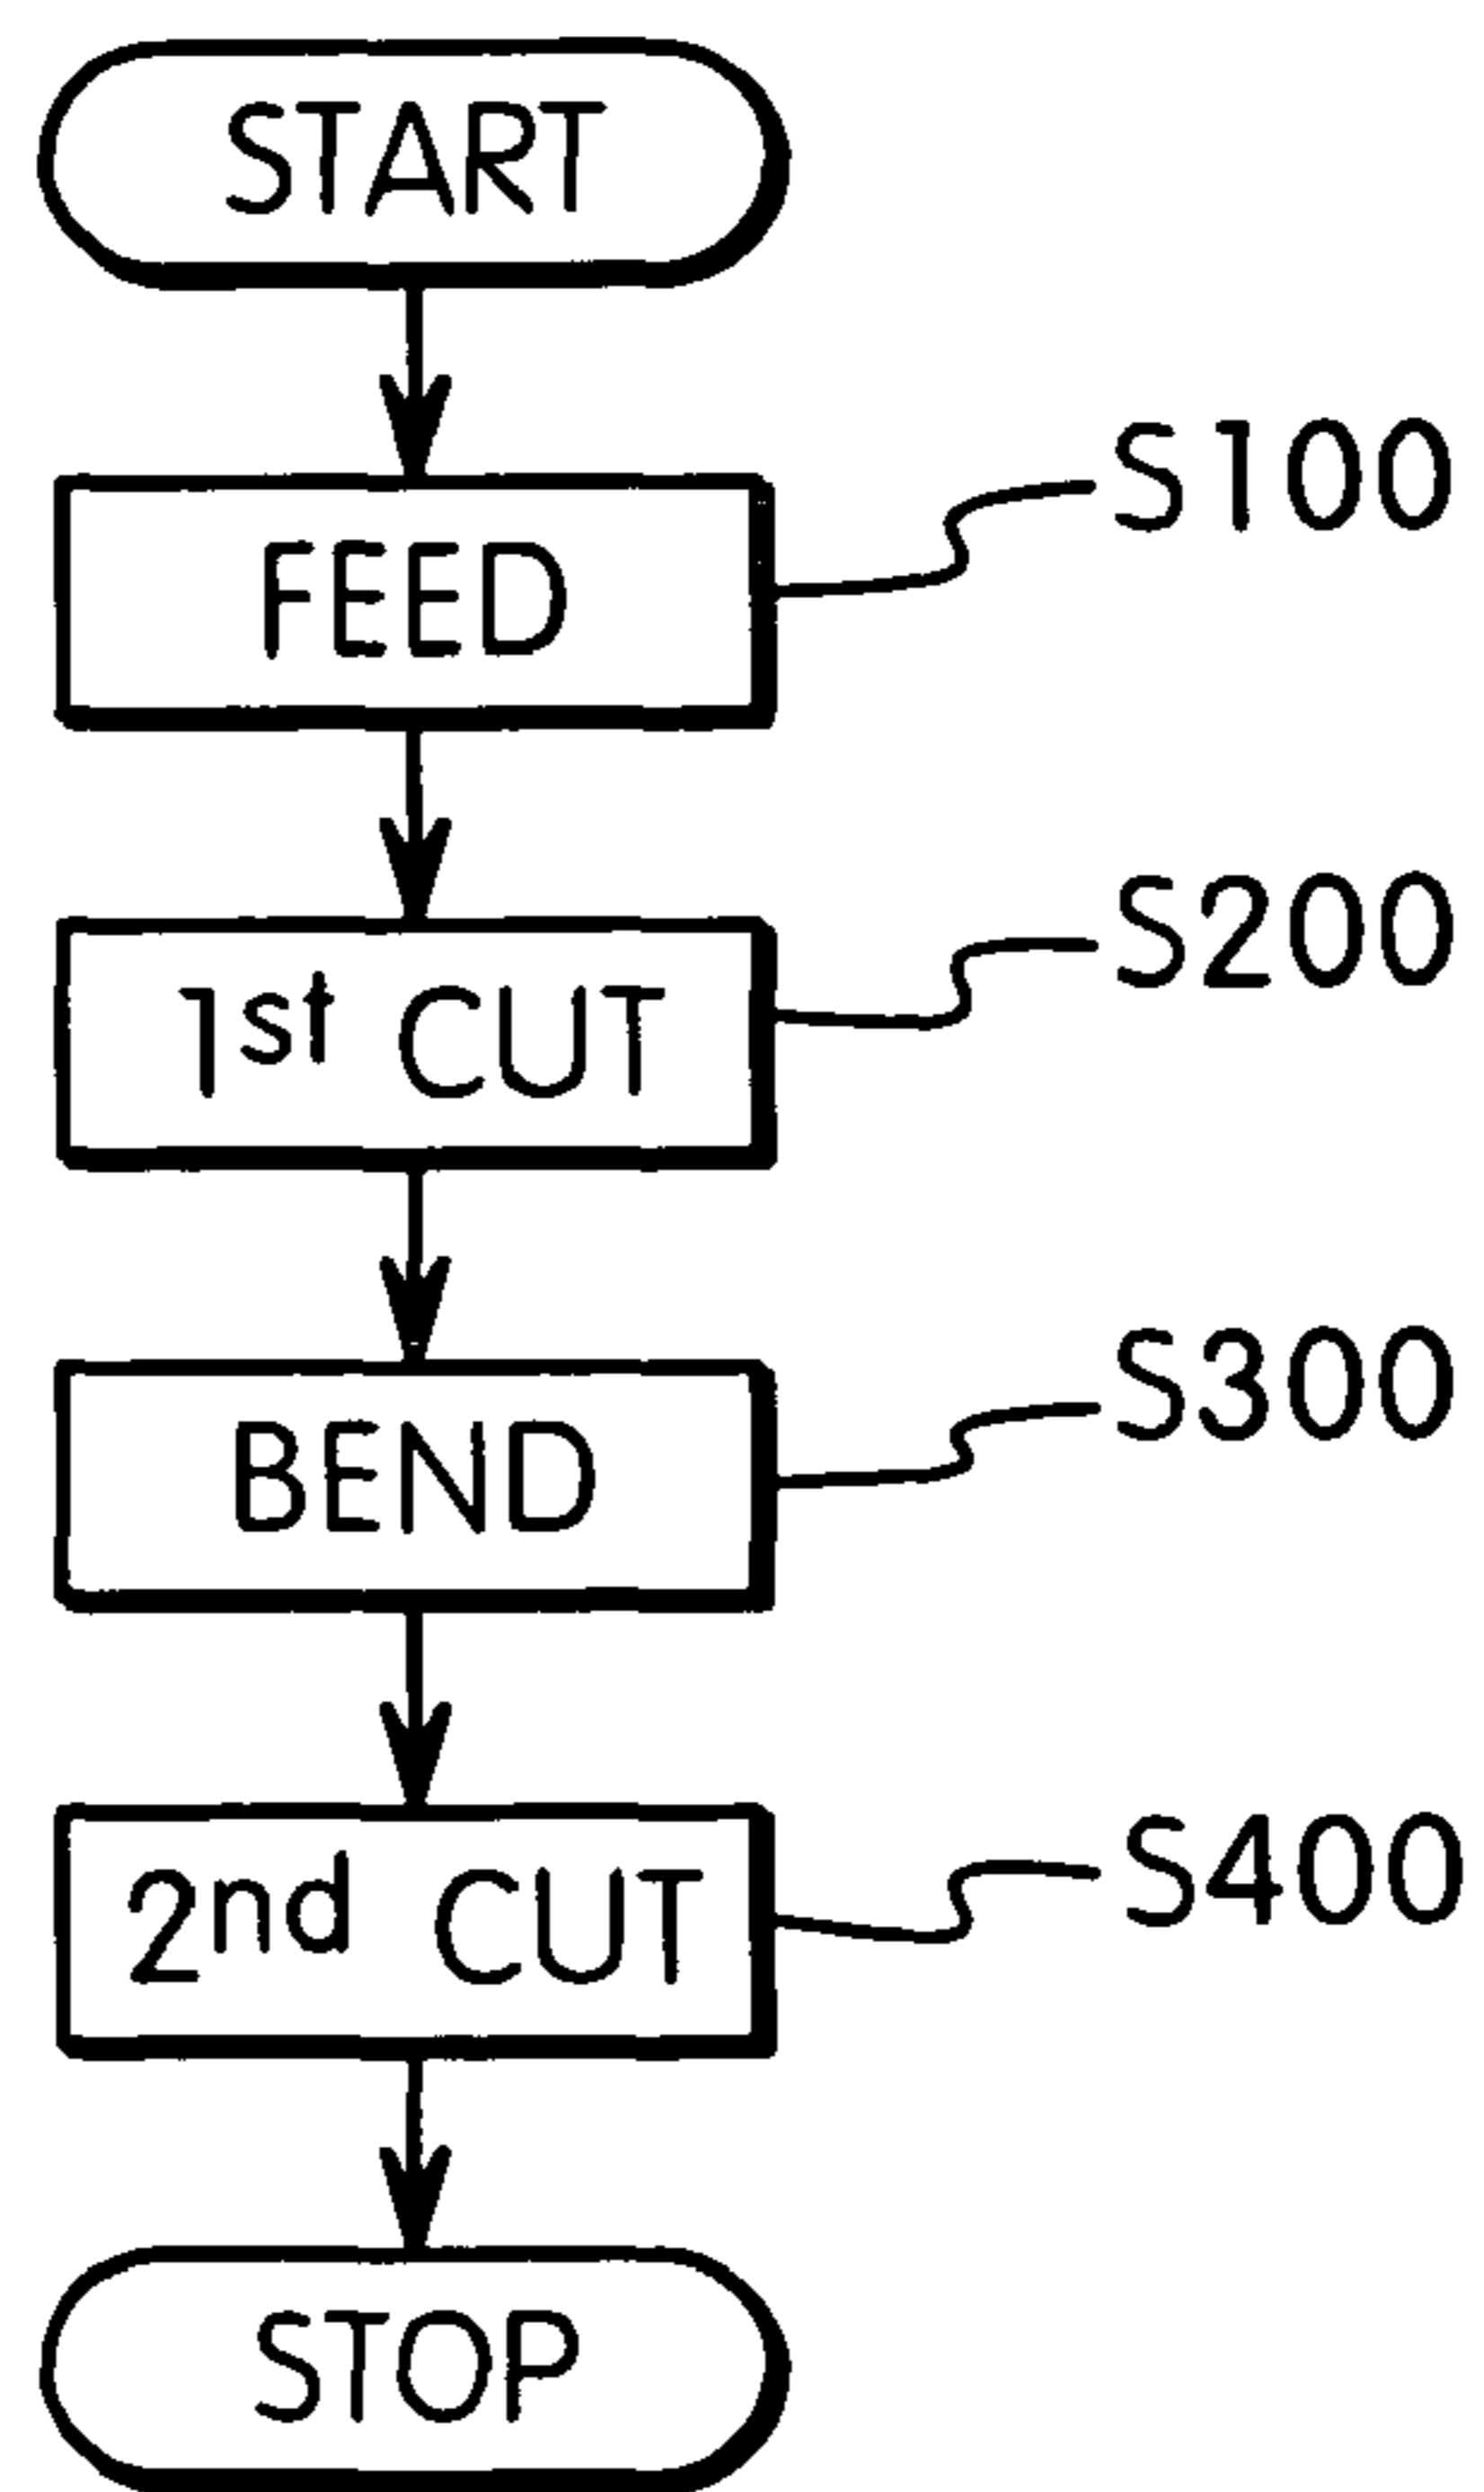 START
FEED
S100
1st CUT
S200
BEND
S300
2nd CUT
S400
STOP